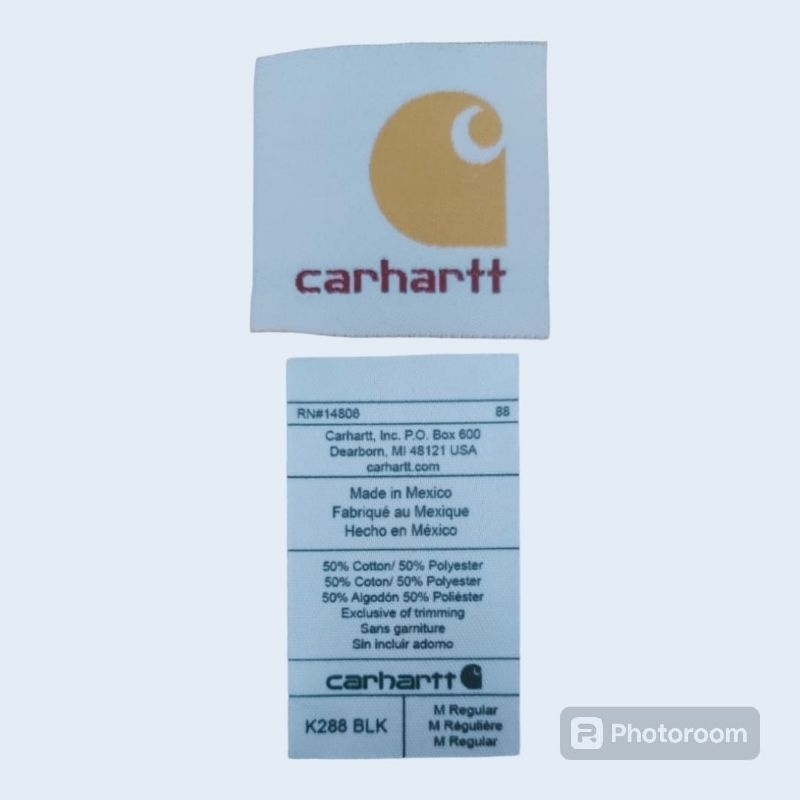 carhartt
RN#14806 88
Carhartt, Inc. P.O. Box 600
Dearborn, MI 48121 USA
carhartt.com
Made in Mexico
Fabriqué au Mexique
Hecho en México
50% Cotton/ 50% Polyester
50% Coton/ 50% Polyester
50% Algodón 50% Poliéster
Exclusive of trimming
Sans garniture
Sin incluir adorno
carhartt
K288 BLK
M Regular
M Régulière
M Regular
Photoroom